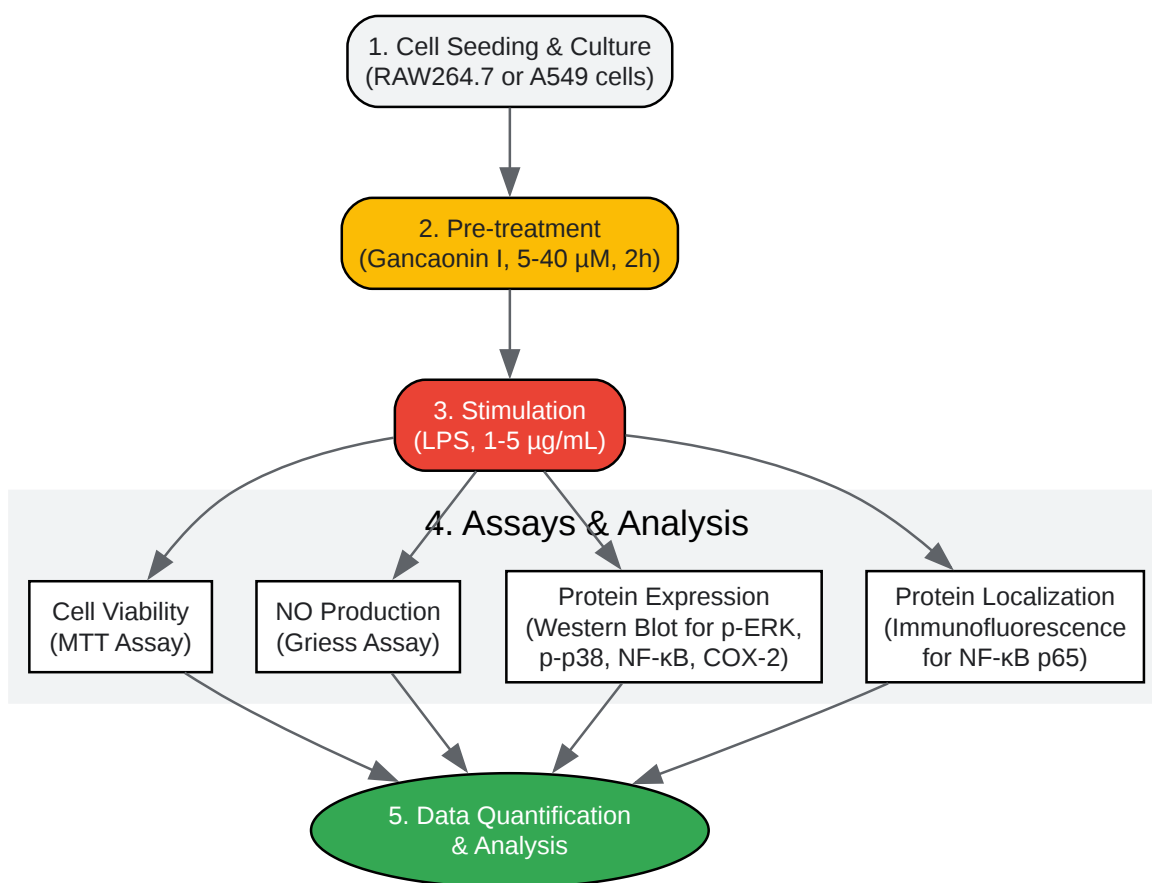 1. Cell Seeding & Culture
(RAW264.7 or A549 cells)
2. Pre-treatment
(Gancaonin I, 5-40 µM, 2h)
3. Stimulation
(LPS, 1-5 µg/mL)
4. Assays & Analysis
Cell Viability
(MTT Assay)
NO Production
(Griess Assay)
Protein Expression
(Western Blot for p-ERK,
p-p38, NF-κB, COX-2)
Protein Localization
(Immunofluorescence
for NF-κB p65)
5. Data Quantification
& Analysis